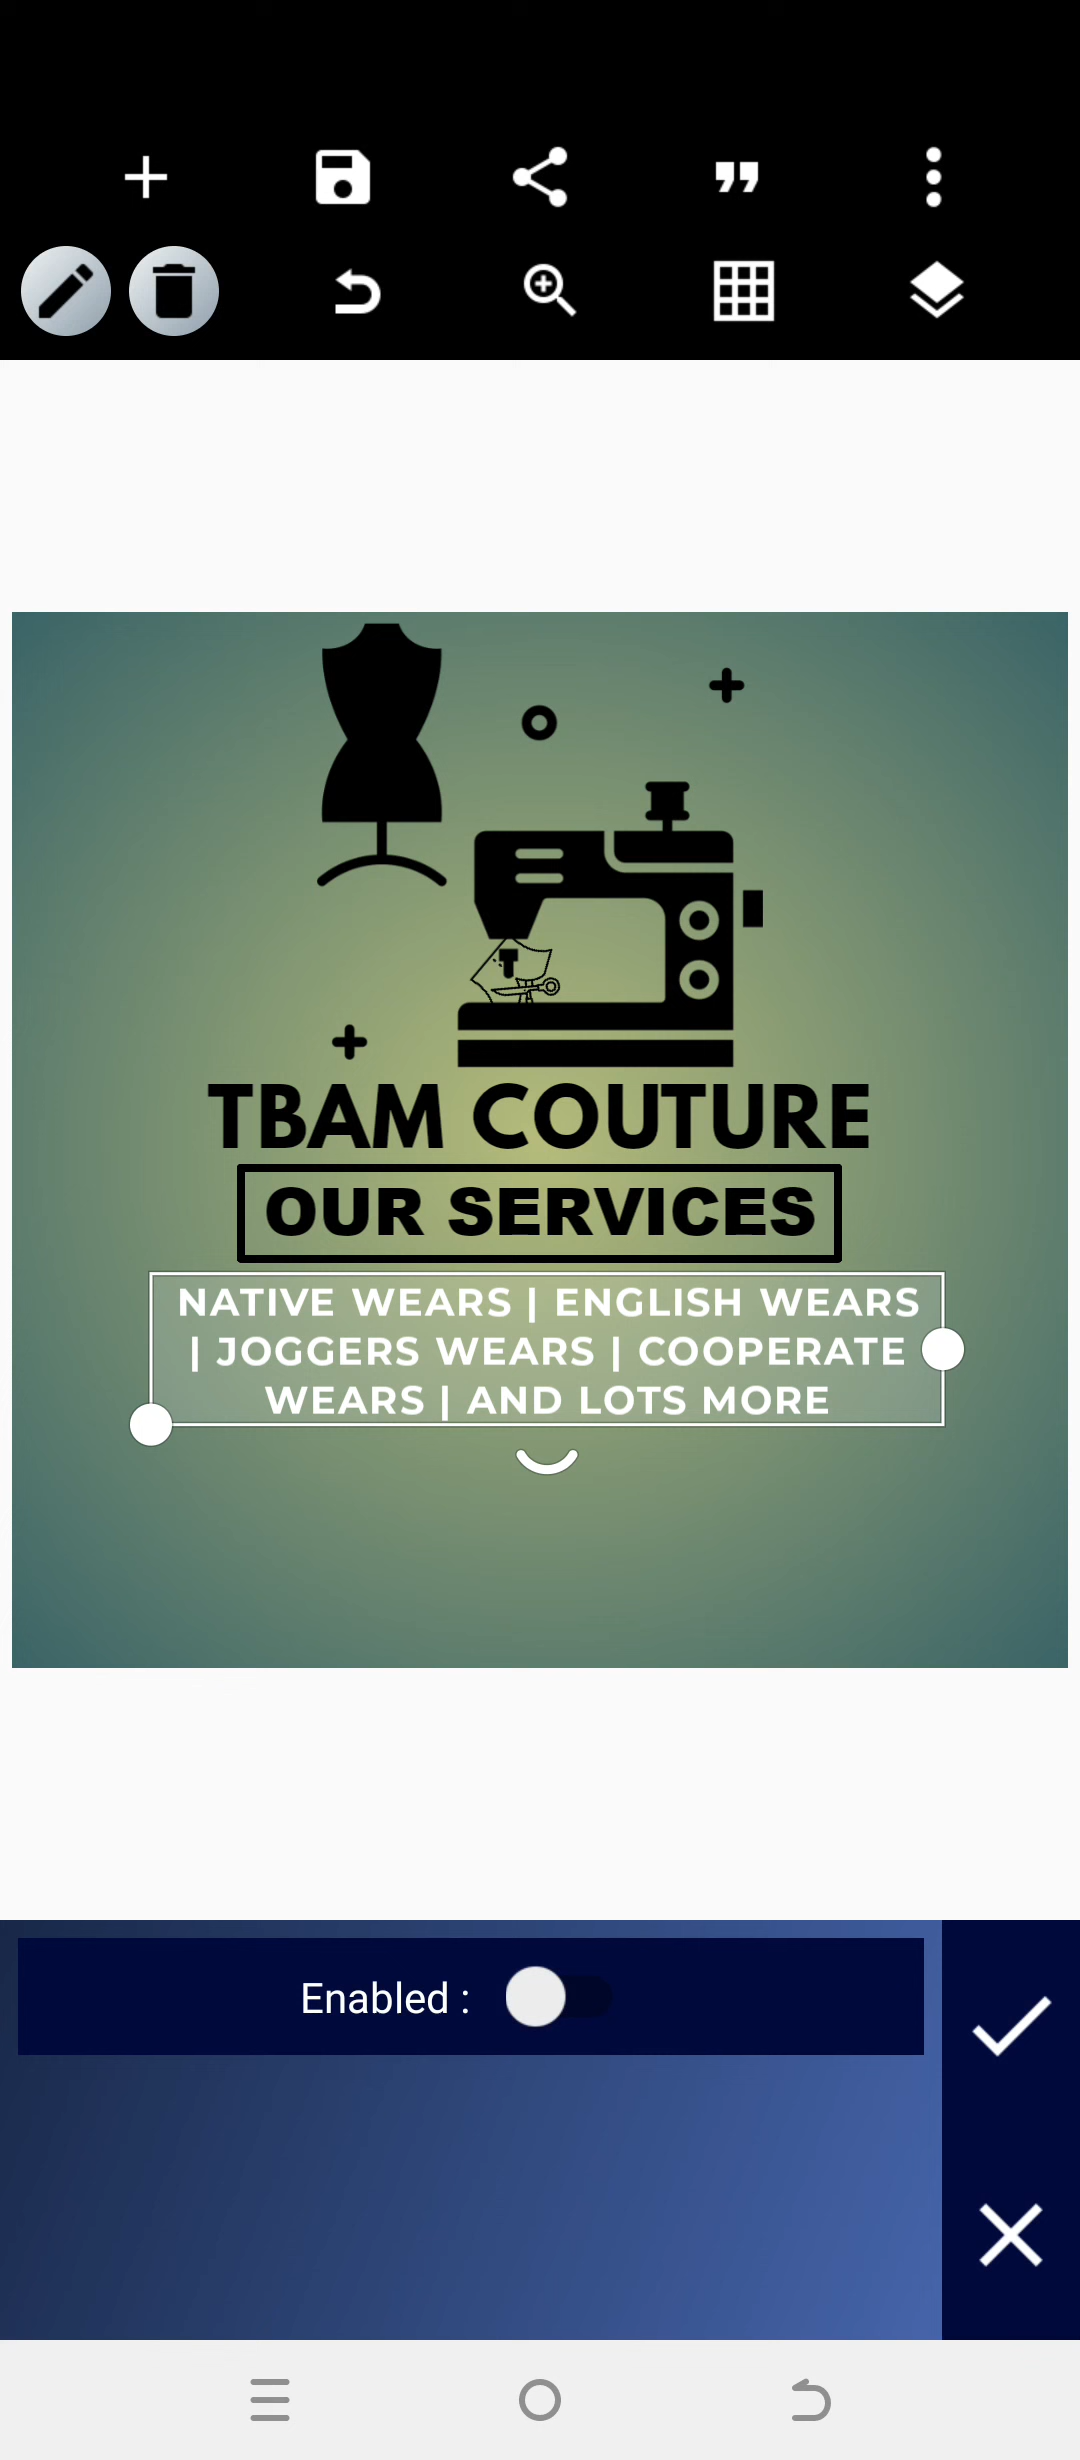 TBAM COUTURE
OUR SERVICES
NATIVE WEARS | ENGLISH WEARS
| JOGGERS WEARS | COOPERATE
WEARS | AND LOTS MORE
Enabled :